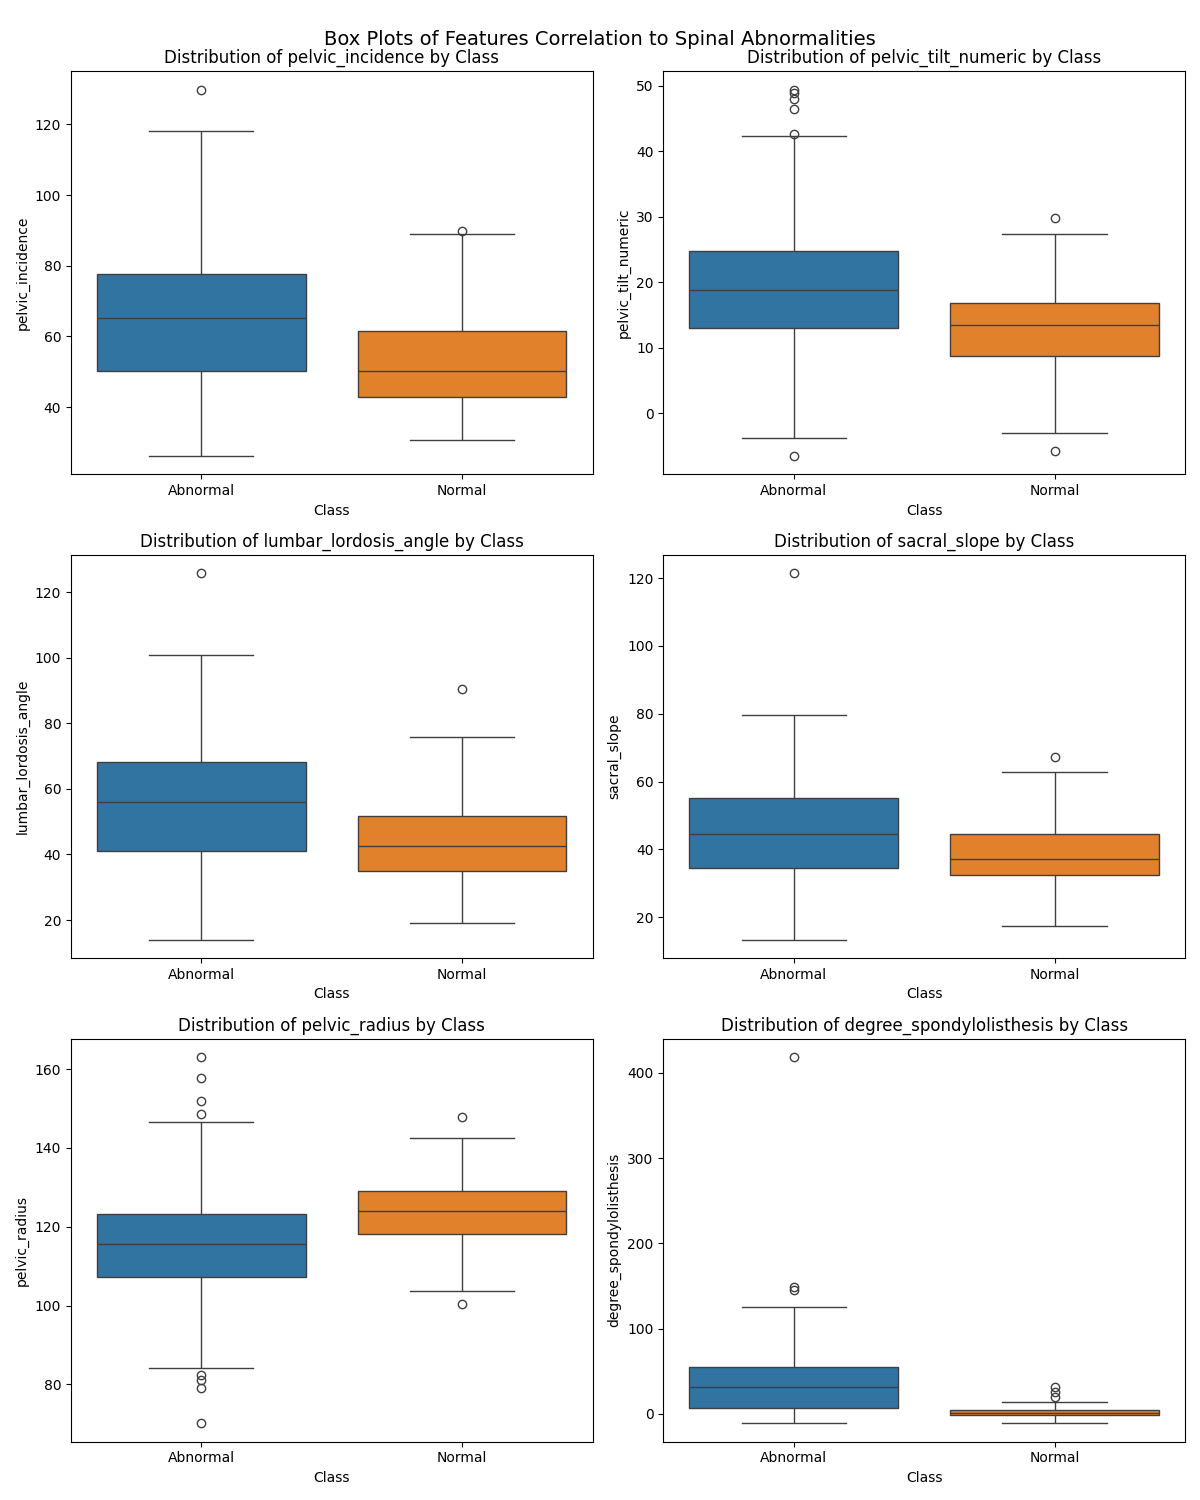 Box Plots of Features Correlation to Spinal Abnormalities
Distribution of pelvic_incidence by Class
pelvic_incidence
120
100
80
60
40
Abnormal
Normal
Class
Distribution of pelvic_tilt_numeric by Class
pelvic_tilt_numeric
50
40
30
20
10
0
Abnormal
Normal
Class
Distribution of lumbar_lordosis_angle by Class
lumbar_lordosis_angle
120
100
80
60
40
20
Abnormal
Normal
Class
Distribution of sacral_slope by Class
sacral_slope
120
100
80
60
40
20
Abnormal
Normal
Class
Distribution of pelvic_radius by Class
pelvic_radius
160
140
120
100
80
Abnormal
Normal
Class
Distribution of degree_spondylolisthesis by Class
degree_spondylolisthesis
400
300
200
100
0
Abnormal
Normal
Class